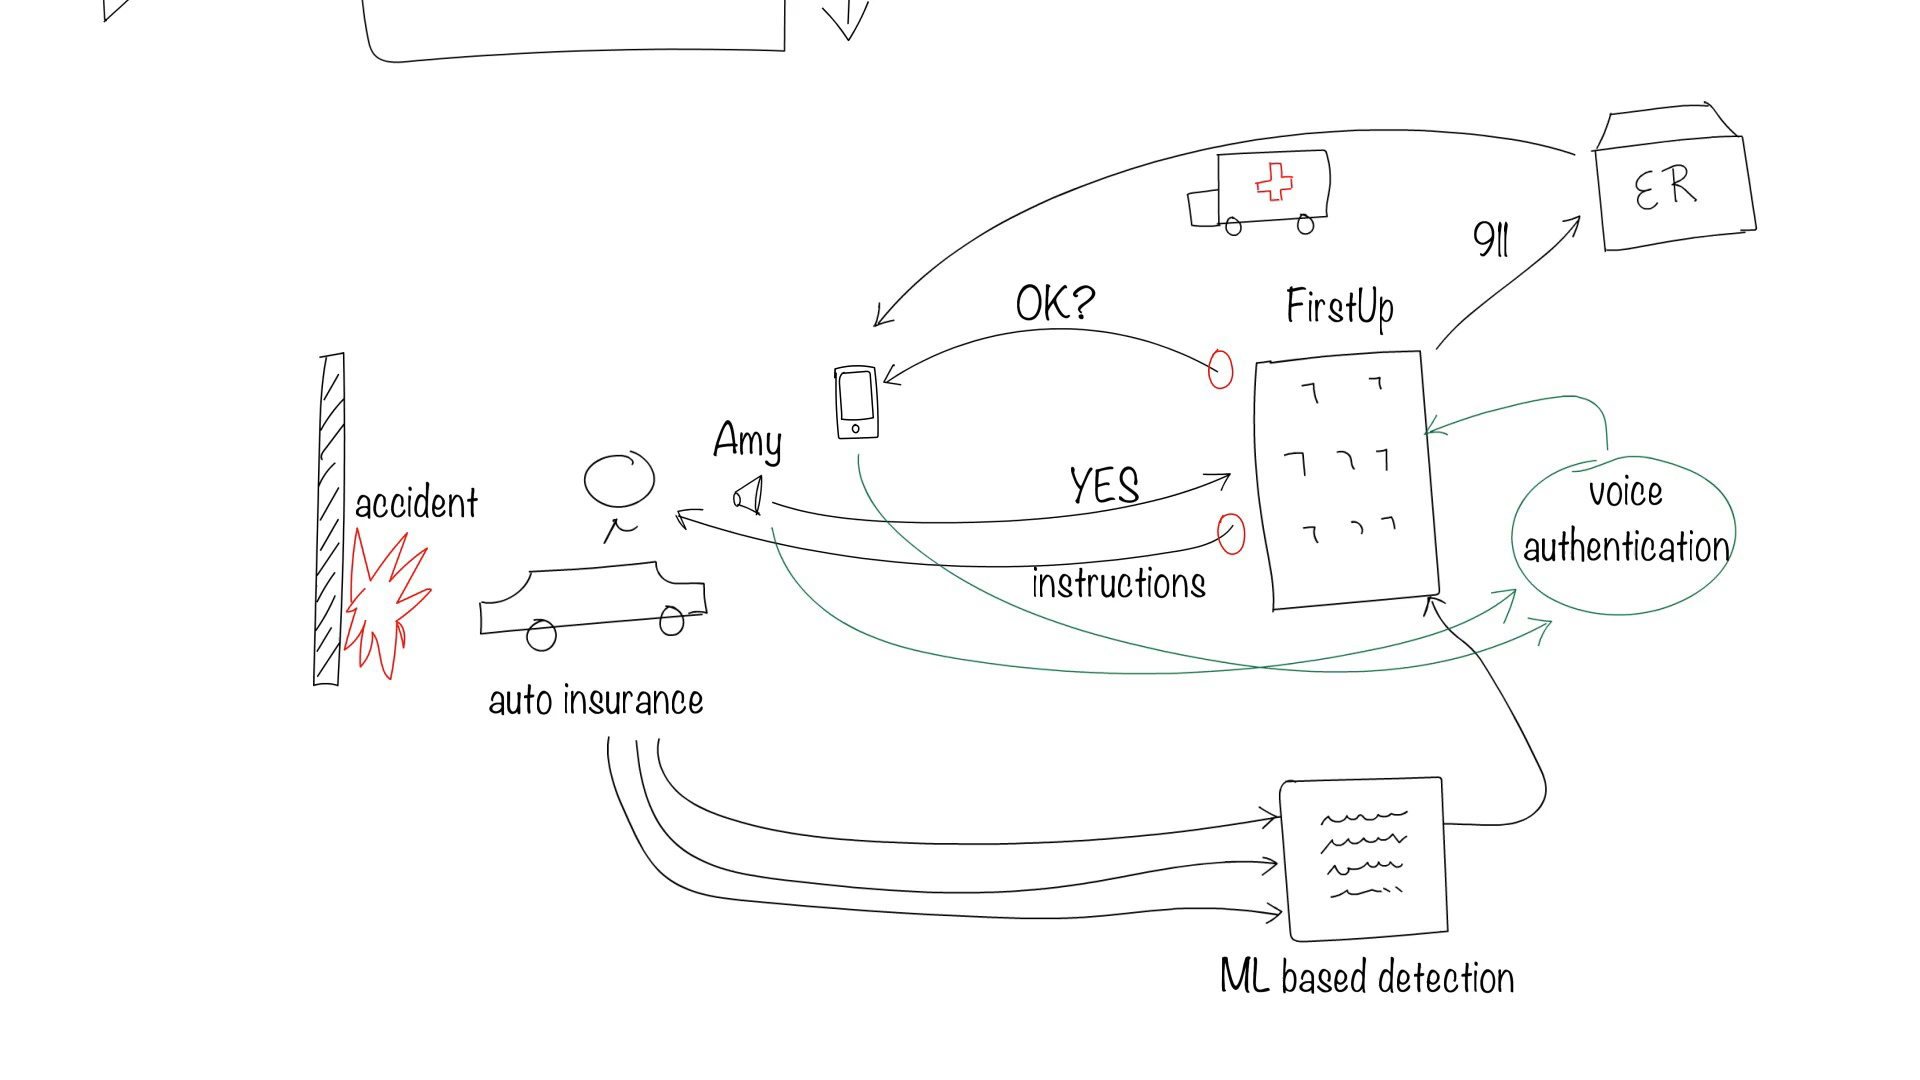 ER
911
OK?
FirstUp
Amy
YES
accident
voice
authentication
instructions
auto insurance
ML based detection